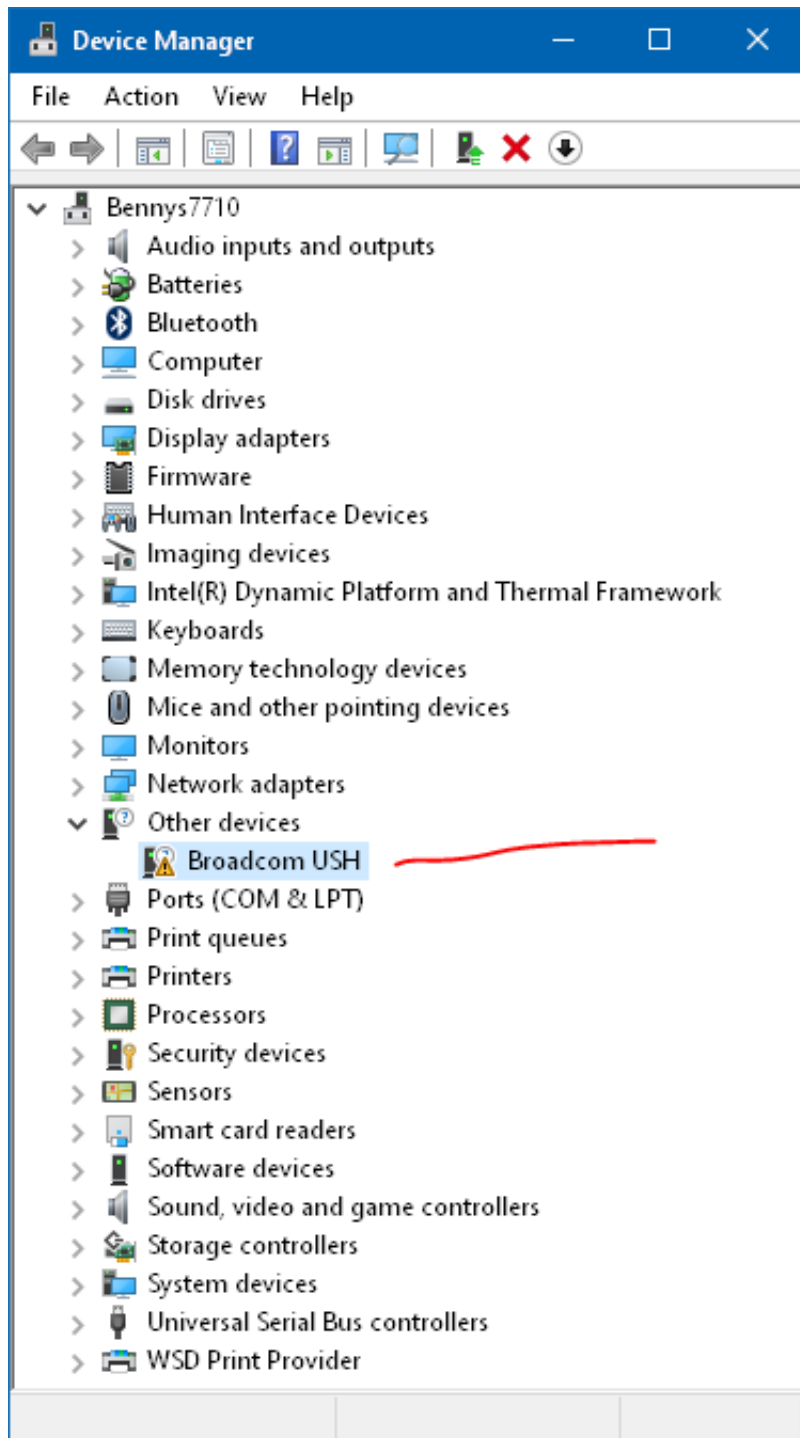 Device Manager
File Action View Help
Bennys7710
Audio inputs and outputs
Batteries
Bluetooth
Computer
Disk drives
Display adapters
Firmware
Human Interface Devices
Imaging devices
Intel(R) Dynamic Platform and Thermal Framework
Keyboards
Memory technology devices
Mice and other pointing devices
Monitors
Network adapters
Other devices
Broadcom USH
Ports (COM & LPT)
Print queues
Printers
Processors
Security devices
Sensors
Smart card readers
Software devices
Sound, video and game controllers
Storage controllers
System devices
Universal Serial Bus controllers
WSD Print Provider